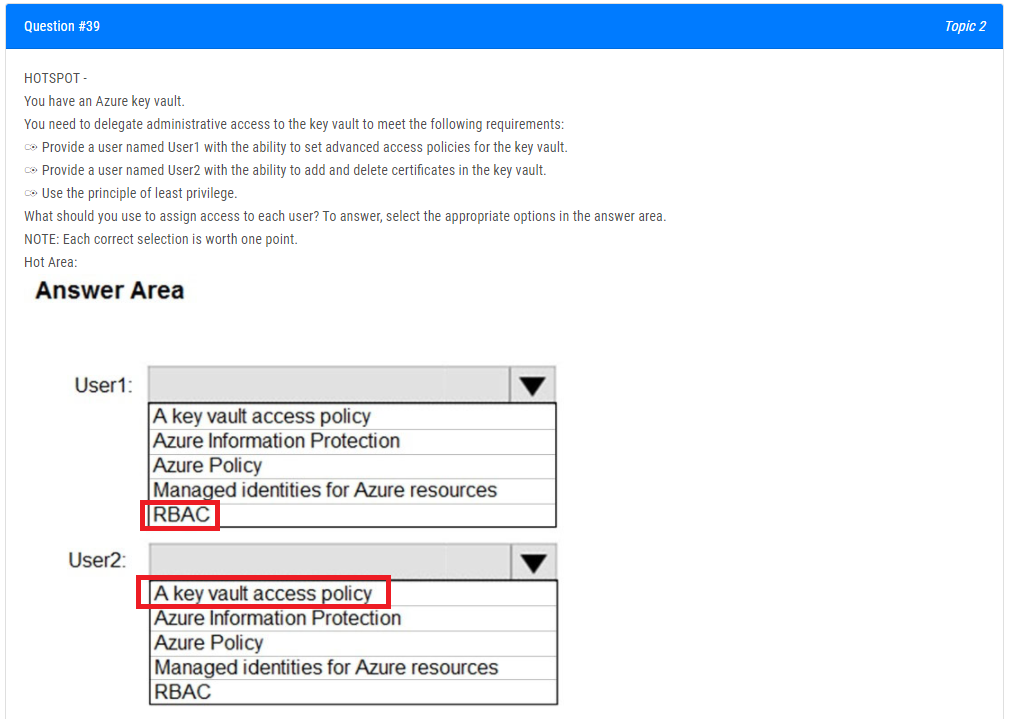 Question #39 Topic 2
HOTSPOT -
You have an Azure key vault.
You need to delegate administrative access to the key vault to meet the following requirements:
Provide a user named User1 with the ability to set advanced access policies for the key vault.
Provide a user named User2 with the ability to add and delete certificates in the key vault.
Use the principle of least privilege.
What should you use to assign access to each user? To answer, select the appropriate options in the answer area.
NOTE: Each correct selection is worth one point.
Hot Area:
Answer Area
User1:
A key vault access policy
Azure Information Protection
Azure Policy
Managed identities for Azure resources
RBAC
User2:
A key vault access policy
Azure Information Protection
Azure Policy
Managed identities for Azure resources
RBAC